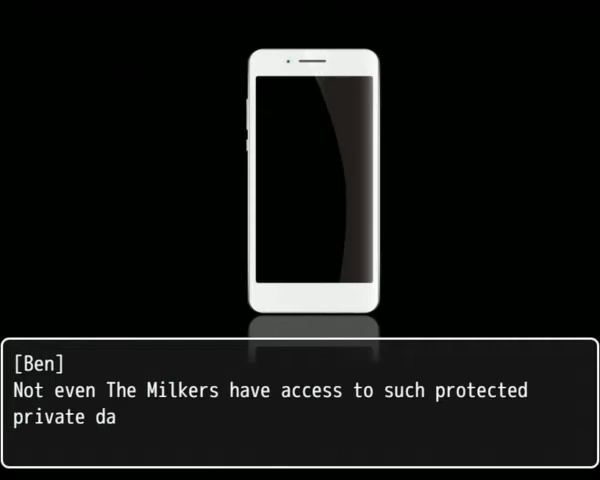 [Ben]
Not even The Milkers have access to such protected
private da